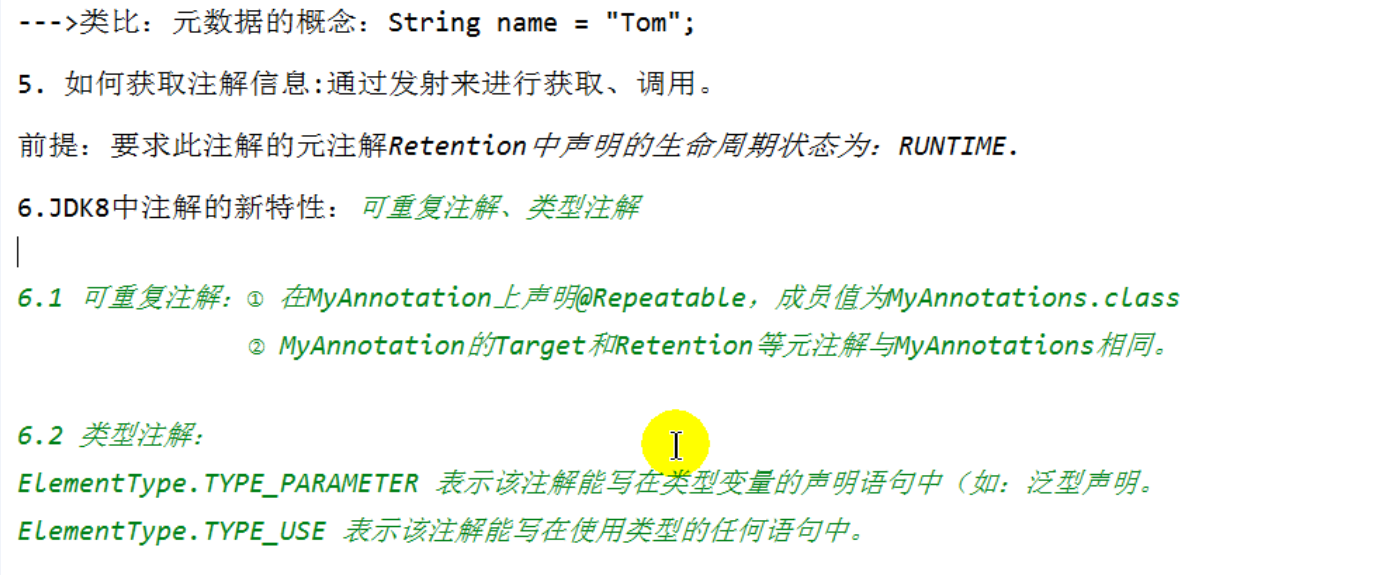 --->类比：元数据的概念：String name = "Tom";
5. 如何获取注解信息:通过发射来进行获取、调用。
前提：要求此注解的元注解Retention中声明的生命周期状态为：RUNTIME.
6.JDK8中注解的新特性：可重复注解、类型注解
6.1 可重复注解：① 在MyAnnotation上声明@Repeatable，成员值为MyAnnotations.class
② MyAnnotation的Target和Retention等元注解与MyAnnotations相同。
6.2 类型注解：
ElementType.TYPE_PARAMETER 表示该注解能写在类型变量的声明语句中（如：泛型声明。
ElementType.TYPE_USE 表示该注解能写在使用类型的任何语句中。